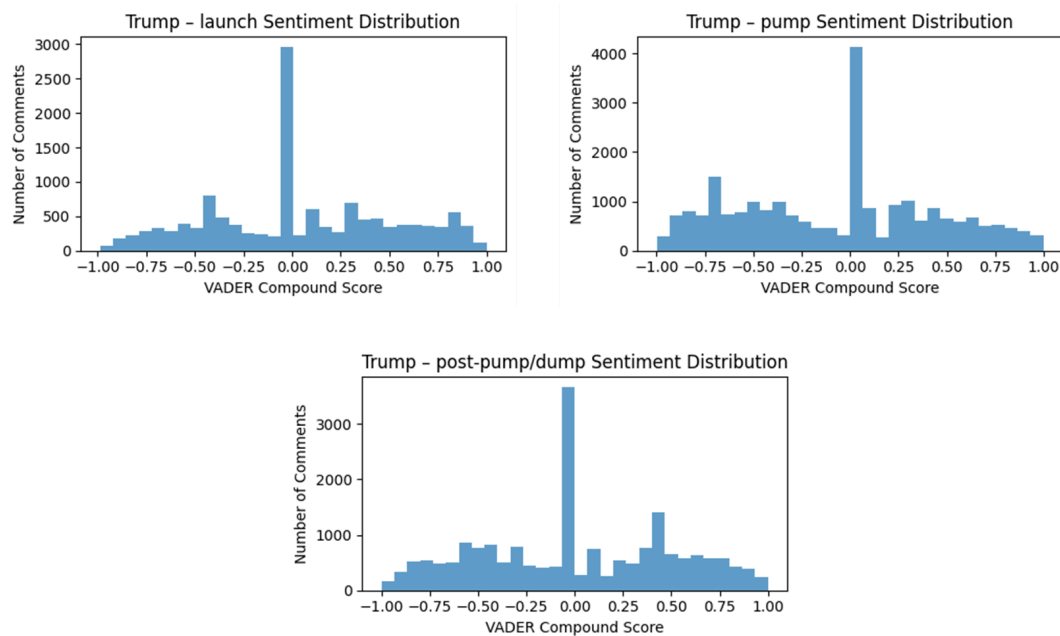 Trump – launch Sentiment Distribution
Number of Comments
3000
2500
2000
1500
1000
500
0
−1.00 −0.75 −0.50 −0.25 0.00 0.25 0.50 0.75 1.00
VADER Compound Score
Trump – pump Sentiment Distribution
Number of Comments
4000
3000
2000
1000
0
−1.00 −0.75 −0.50 −0.25 0.00 0.25 0.50 0.75 1.00
VADER Compound Score
Trump – post-pump/dump Sentiment Distribution
Number of Comments
3000
2000
1000
0
−1.00 −0.75 −0.50 −0.25 0.00 0.25 0.50 0.75 1.00
VADER Compound Score